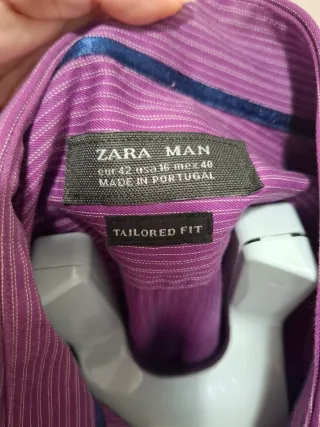 ZARA MAN
eur 42 usa 16 mex 40
MADE IN PORTUGAL
TAILORED FIT